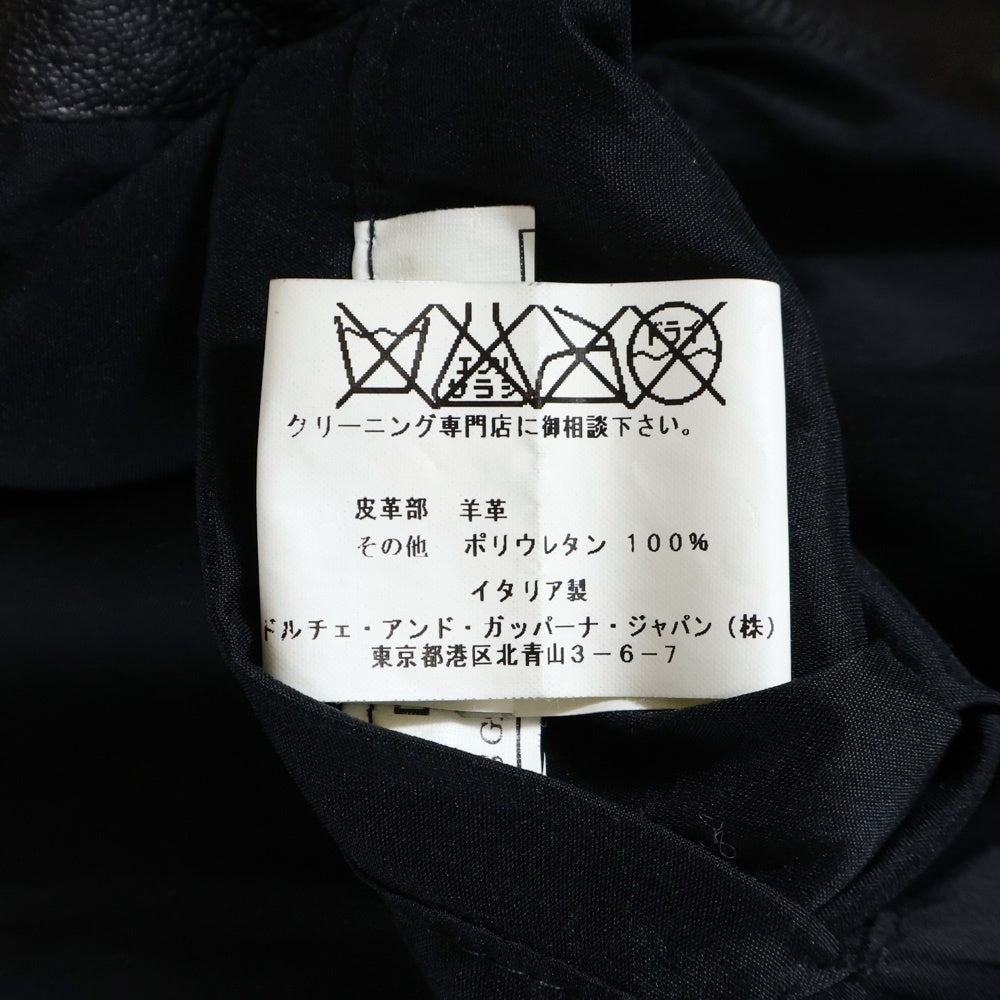 エンソ
サラシ
ドライ
クリーニング専門店に御相談下さい。
皮革部 羊革
その他 ポリウレタン 100%
イタリア製
ドルチェ・アンド・ガッバーナ・ジャパン(株)
東京都港区北青山3-6-7